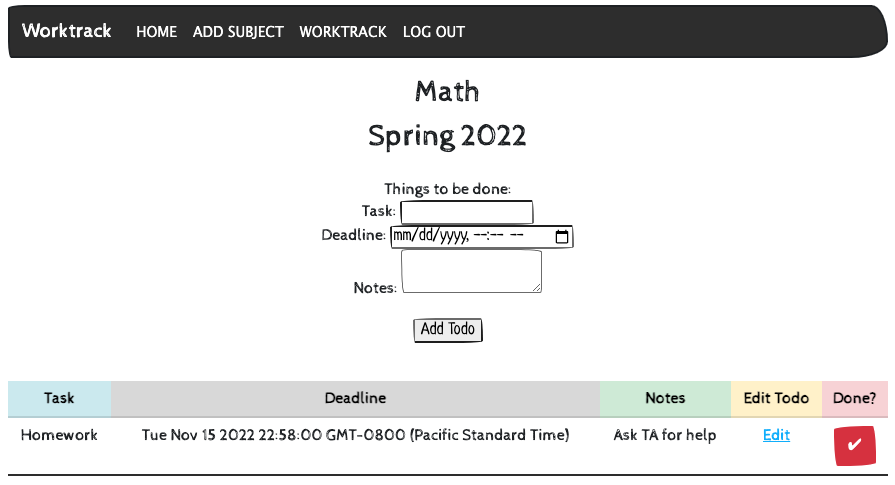 Worktrack HOME ADD SUBJECT WORKTRACK LOG OUT
Math
Spring 2022
Things to be done:
Task:
Deadline: mm/dd/yyyy, --:-- --
Notes:
Add Todo
Task Deadline Notes Edit Todo Done?
Homework Tue Nov 15 2022 22:58:00 GMT-0800 (Pacific Standard Time) Ask TA for help Edit ✔